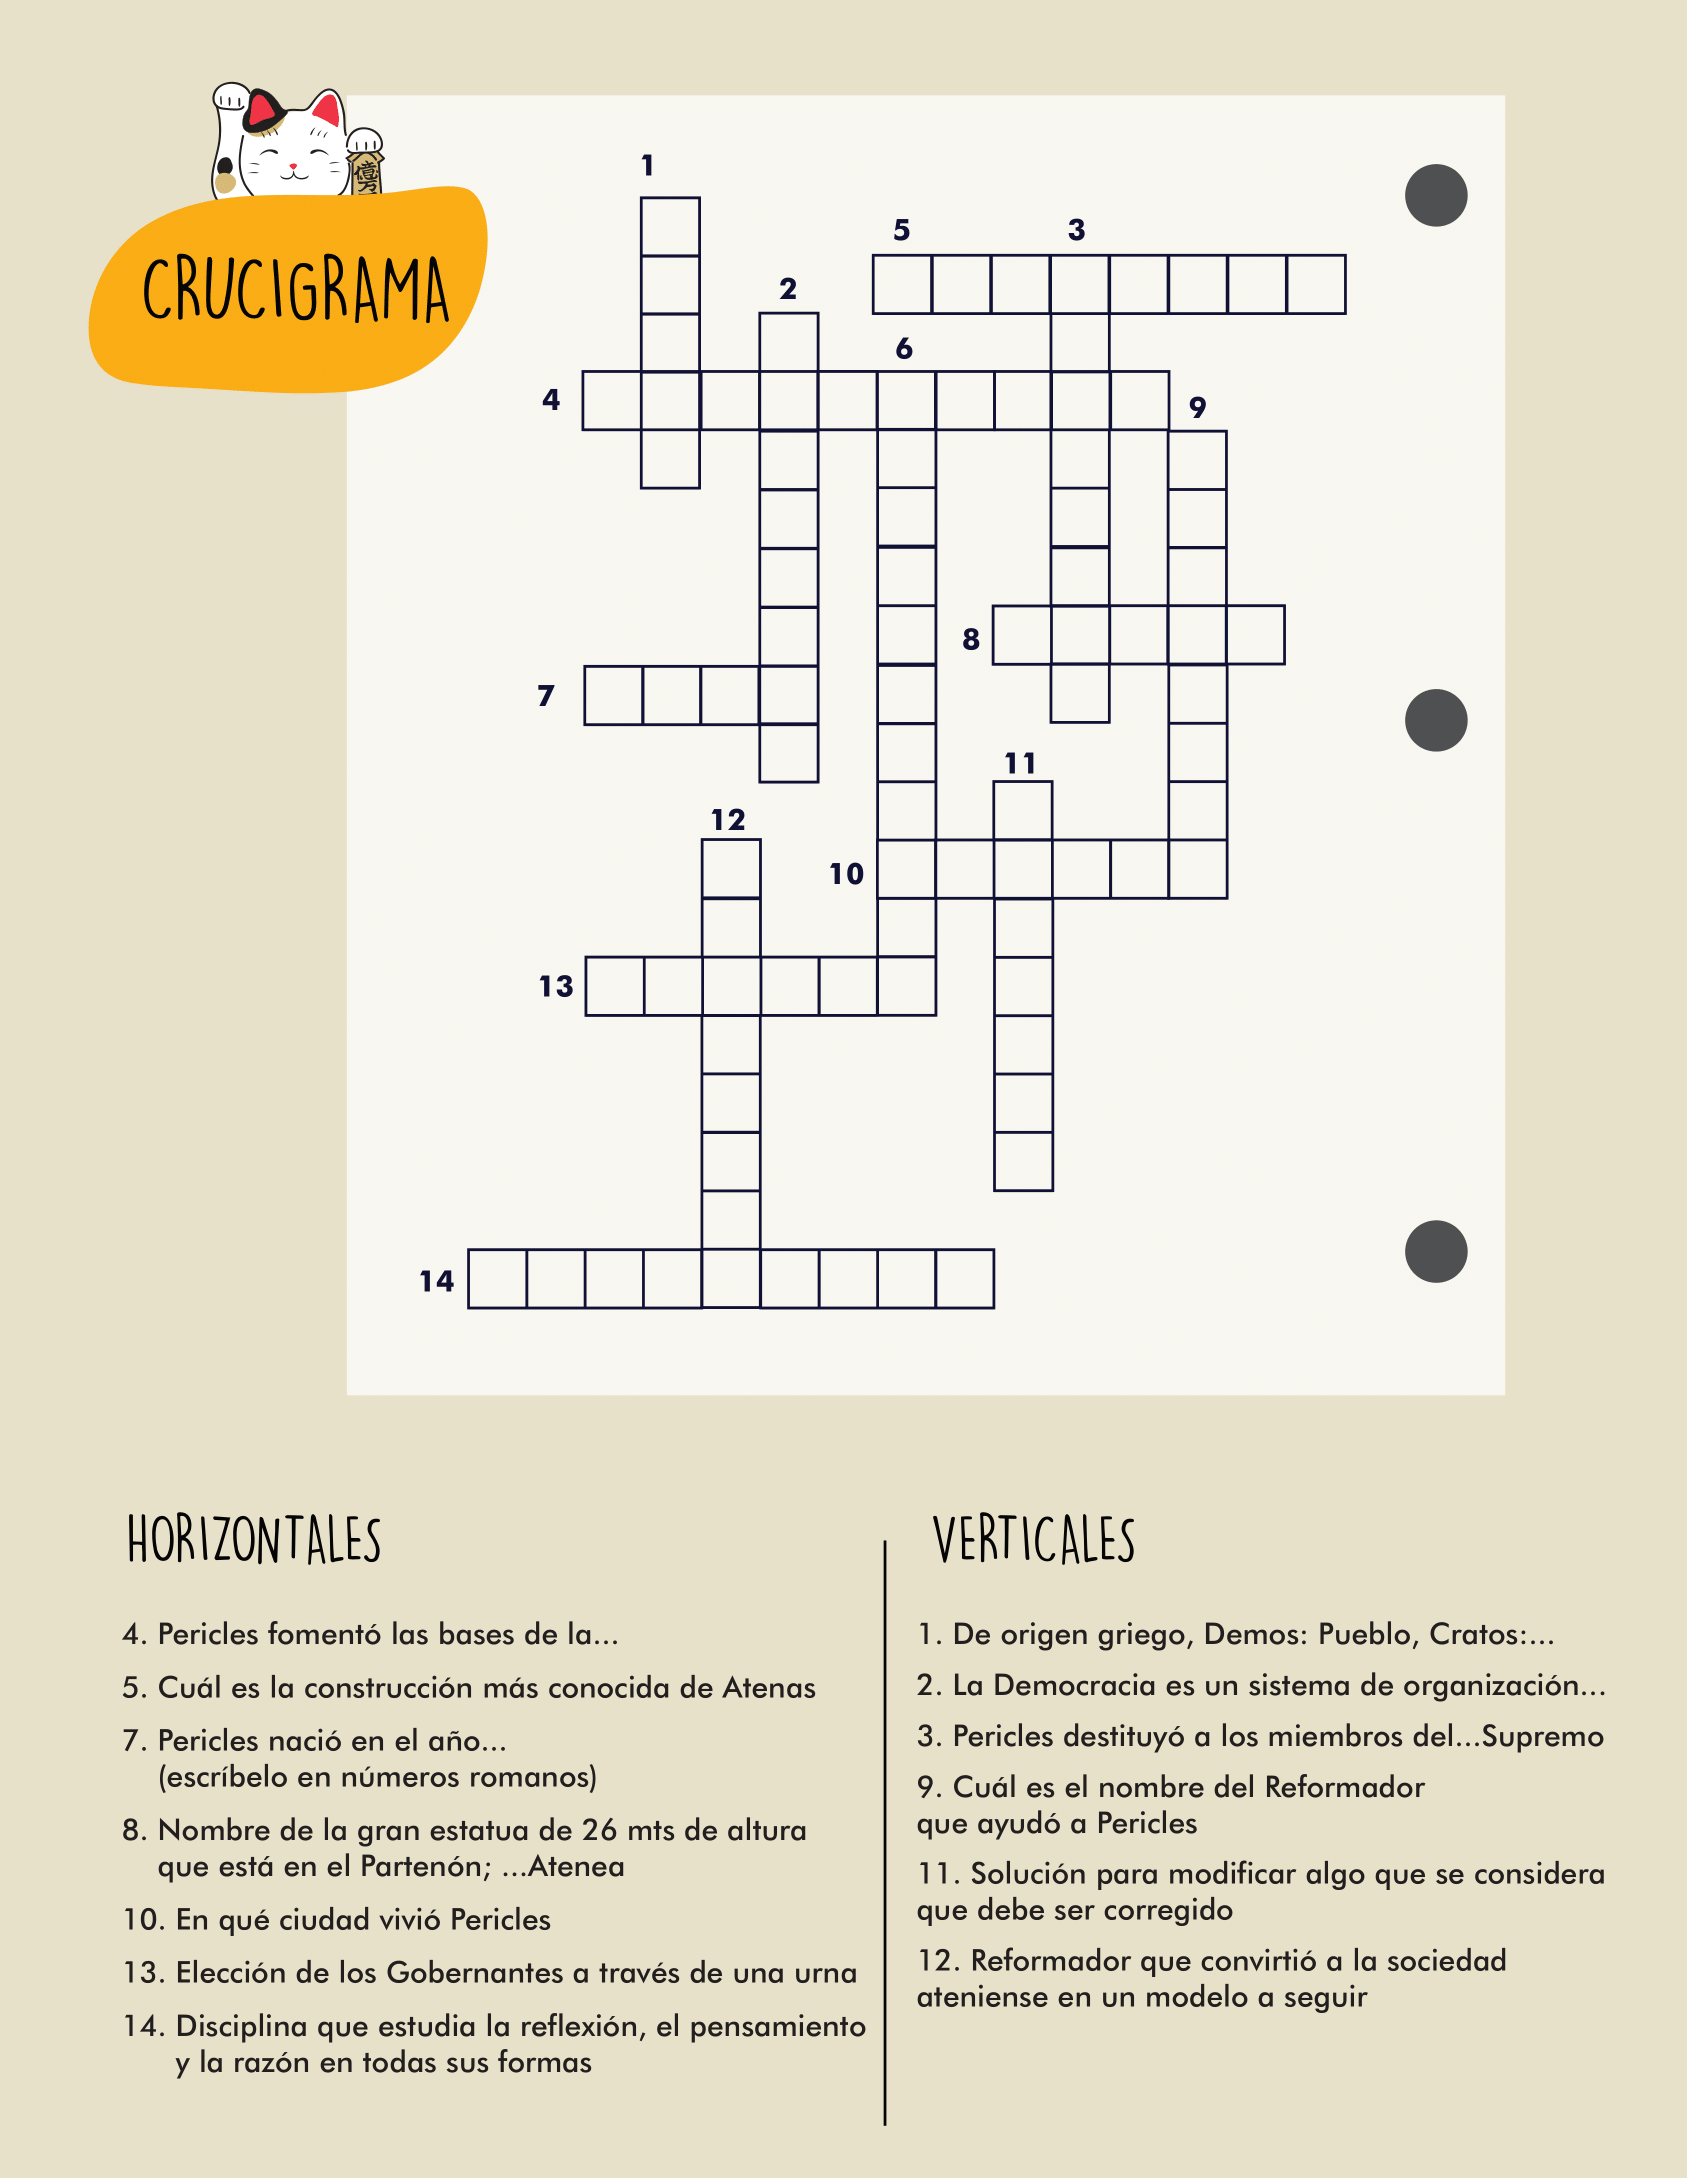 億万
CRUCIGRAMA
1
5
3
2
6
4
9
8
7
11
12
10
13
14
HORIZONTALES
4. Pericles fomentó las bases de la...
5. Cuál es la construcción más conocida de Atenas
7. Pericles nació en el año...
(escríbelo en números romanos)
8. Nombre de la gran estatua de 26 mts de altura
que está en el Partenón; ...Atenea
10. En qué ciudad vivió Pericles
13. Elección de los Gobernantes a través de una urna
14. Disciplina que estudia la reflexión, el pensamiento
y la razón en todas sus formas
VERTICALES
1. De origen griego, Demos: Pueblo, Cratos:...
2. La Democracia es un sistema de organización...
3. Pericles destituyó a los miembros del...Supremo
9. Cuál es el nombre del Reformador
que ayudó a Pericles
11. Solución para modificar algo que se considera
que debe ser corregido
12. Reformador que convirtió a la sociedad
ateniense en un modelo a seguir